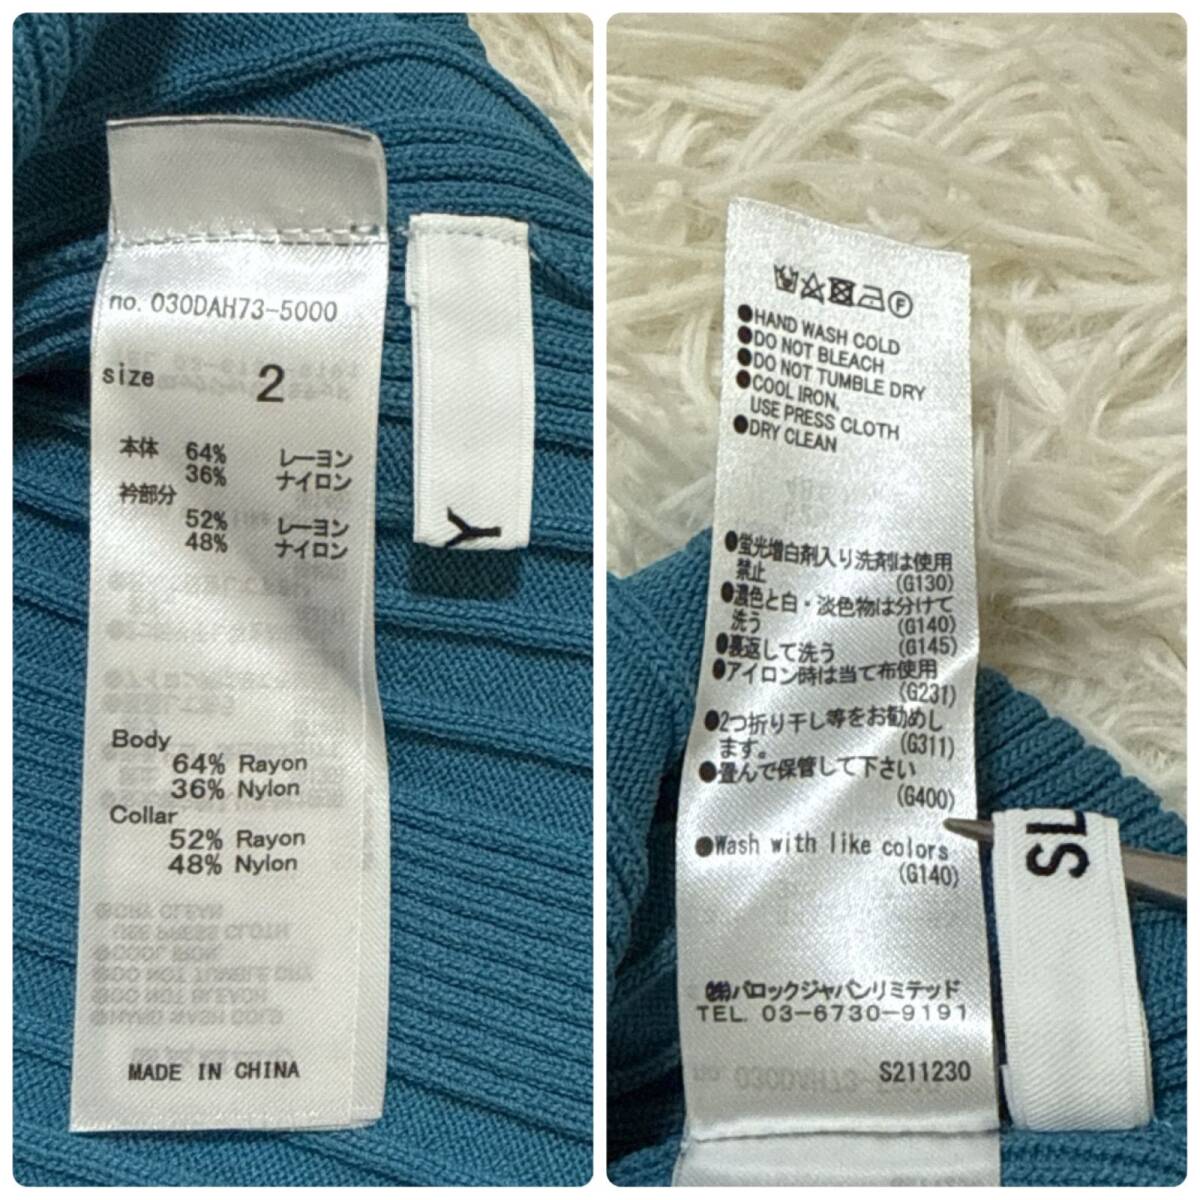 no. 030DAH73-5000
size 2
本体 64% レーヨン
36% ナイロン
衿部分
52% レーヨン
48% ナイロン
Body
64% Rayon
36% Nylon
Collar
52% Rayon
48% Nylon
MADE IN CHINA
Y
F
●HAND WASH COLD
●DO NOT BLEACH
●DO NOT TUMBLE DRY
●COOL IRON,
USE PRESS CLOTH
●DRY CLEAN
●蛍光増白剤入り洗剤は使用
禁止 (G130)
●濃色と白・淡色物は分けて
洗う (G140)
●裏返して洗う (G145)
●アイロン時は当て布使用
(G231)
●2つ折り干し等をお勧めし
ます。 (G311)
●畳んで保管して下さい
(G400)
●Wash with like colors
(G140)
㈱バロックジャパンリミテッド
TEL. 03-6730-9191
S211230
SL